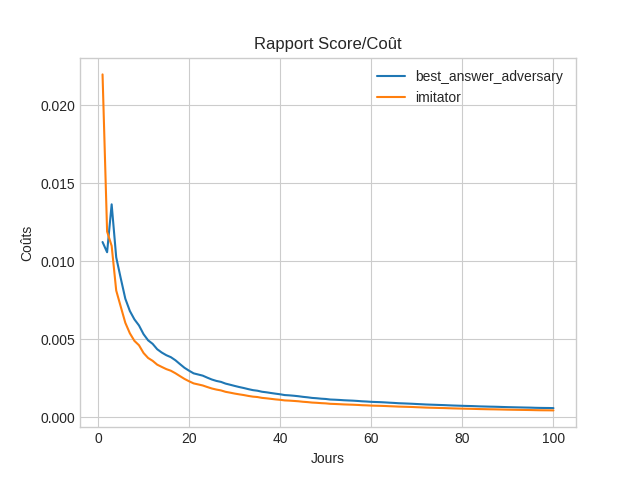 Rapport Score/Coût
best_answer_adversary
imitator
0.020
0.015
0.010
0.005
0.000
Coûts
0 20 40 60 80 100
Jours